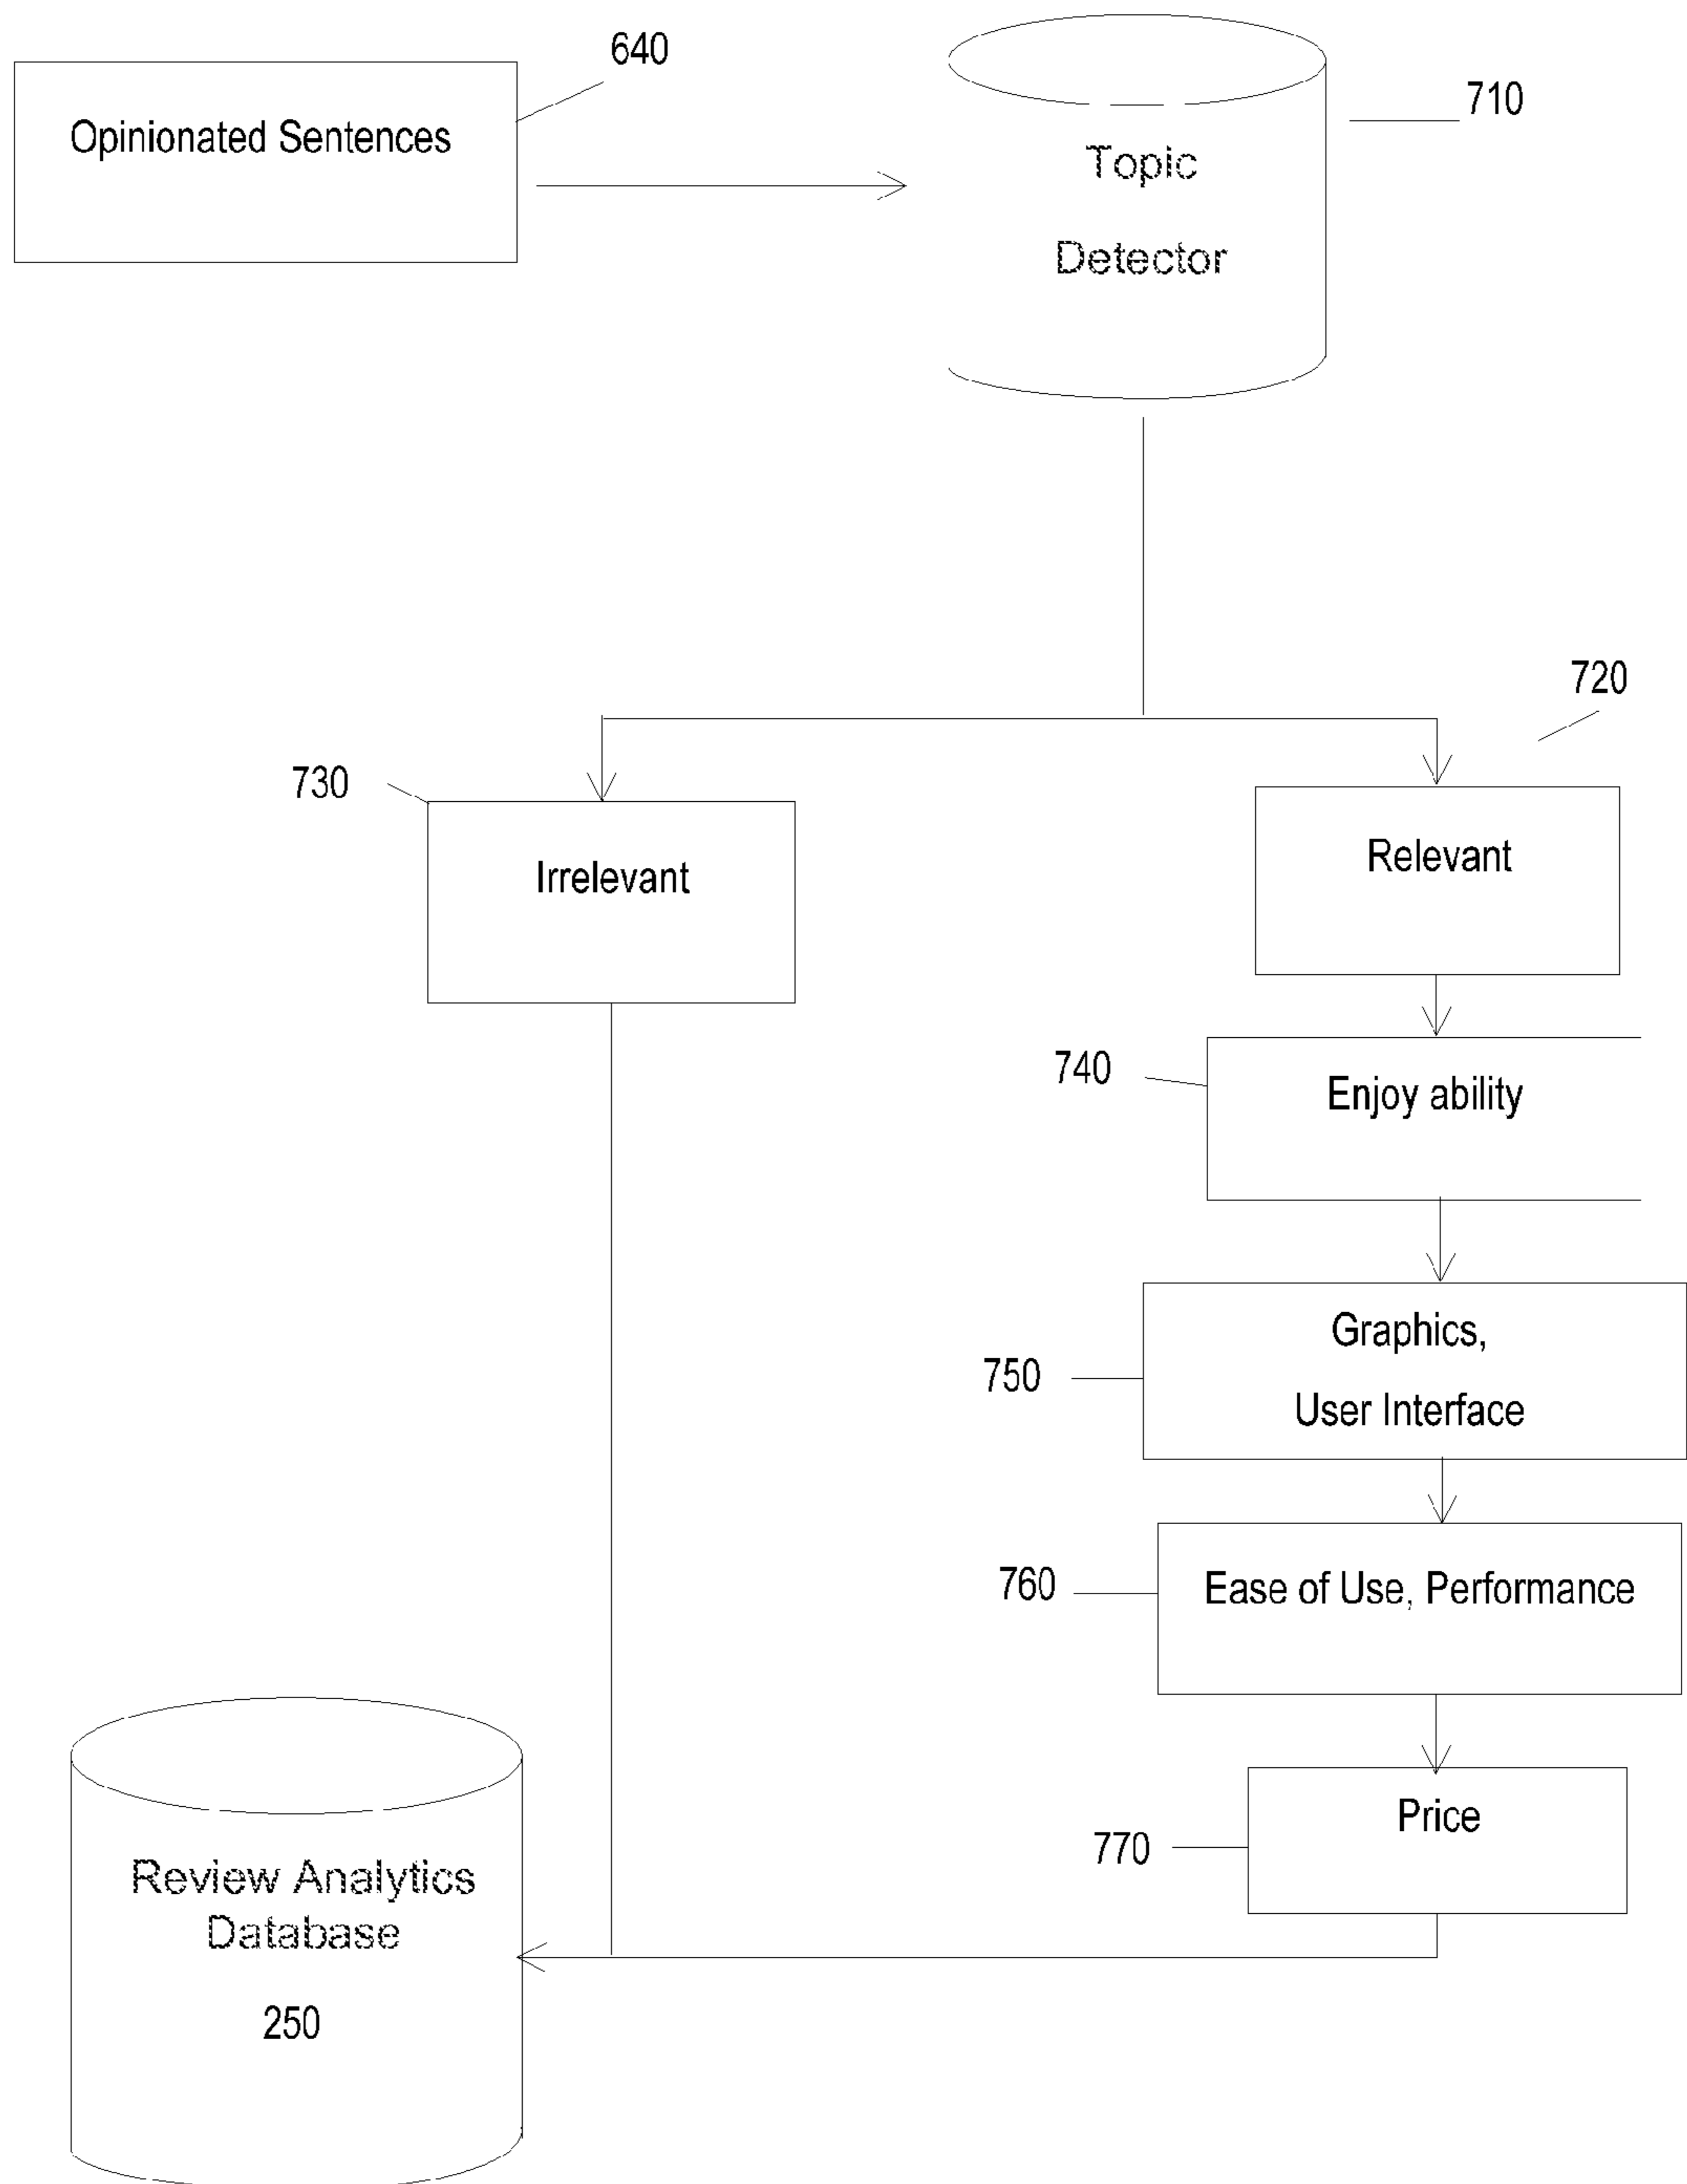 640
Opinionated Sentences
710
Topic
Detector
720
730
Irrelevant
Relevant
740
Enjoy ability
750
Graphics,
User Interface
760
Ease of Use, Performance
770
Price
Review Analytics
Database
250